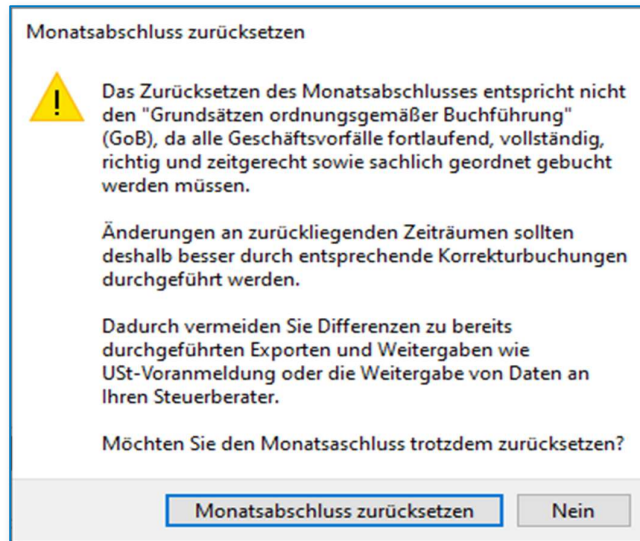 Monatsabschluss zurücksetzen
Das Zurücksetzen des Monatsabschlusses entspricht nicht
den "Grundsätzen ordnungsgemäßer Buchführung"
(GoB), da alle Geschäftsvorfälle fortlaufend, vollständig,
richtig und zeitgerecht sowie sachlich geordnet gebucht
werden müssen.
Änderungen an zurückliegenden Zeiträumen sollten
deshalb besser durch entsprechende Korrekturbuchungen
durchgeführt werden.
Dadurch vermeiden Sie Differenzen zu bereits
durchgeführten Exporten und Weitergaben wie
USt-Voranmeldung oder die Weitergabe von Daten an
Ihren Steuerberater.
Möchten Sie den Monatsaschluss trotzdem zurücksetzen?
Monatsabschluss zurücksetzen Nein